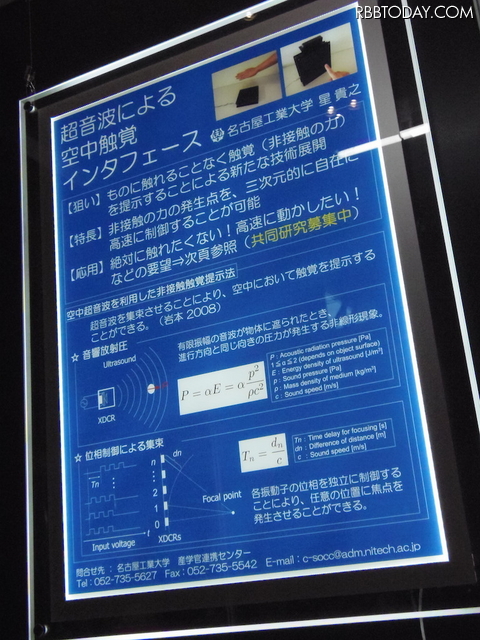 RBBTODAY.COM
超音波による
空中触覚
インタフェース
名古屋工業大学 星 貴之
【狙い】ものに触れることなく触覚（非接触の力）
を提示することによる新たな技術展開
【特長】非接触の力の発生点を、三次元的に自在に
高速に制御することが可能
【応用】絶対に触れたくない！高速に動かしたい！
などの要望⇒次頁参照（共同研究募集中）
空中超音波を利用した非接触触覚提示法
超音波を集束させることにより、空中において触覚を提示する
ことができる。（岩本 2008）
☆ 音響放射圧
有限振幅の音波が物体に遮られたとき、
進行方向と同じ向きの圧力が発生する非線形現象。
Ultrasound
XDCR
P = αE = α p²/ρc²
P : Acoustic radiation pressure [Pa]
1 ≤ α ≤ 2 (depends on object surface)
E : Energy density of ultrasound [J/m³]
p : Sound pressure [Pa]
ρ : Mass density of medium [kg/m³]
c : Sound speed [m/s]
☆ 位相制御による集束
Tn
Input voltage
t
n
dn
2
1
0
XDCRs
Focal point
Tn = dn/c
Tn : Time delay for focusing [s]
dn : Difference of distance [m]
c : Sound speed [m/s]
各振動子の位相を独立に制御する
ことにより、任意の位置に焦点を
発生させることができる。
問合せ先 : 名古屋工業大学 産学官連携センター
Tel : 052-735-5627 Fax : 052-735-5542 E-mail : c-socc@adm.nitech.ac.jp